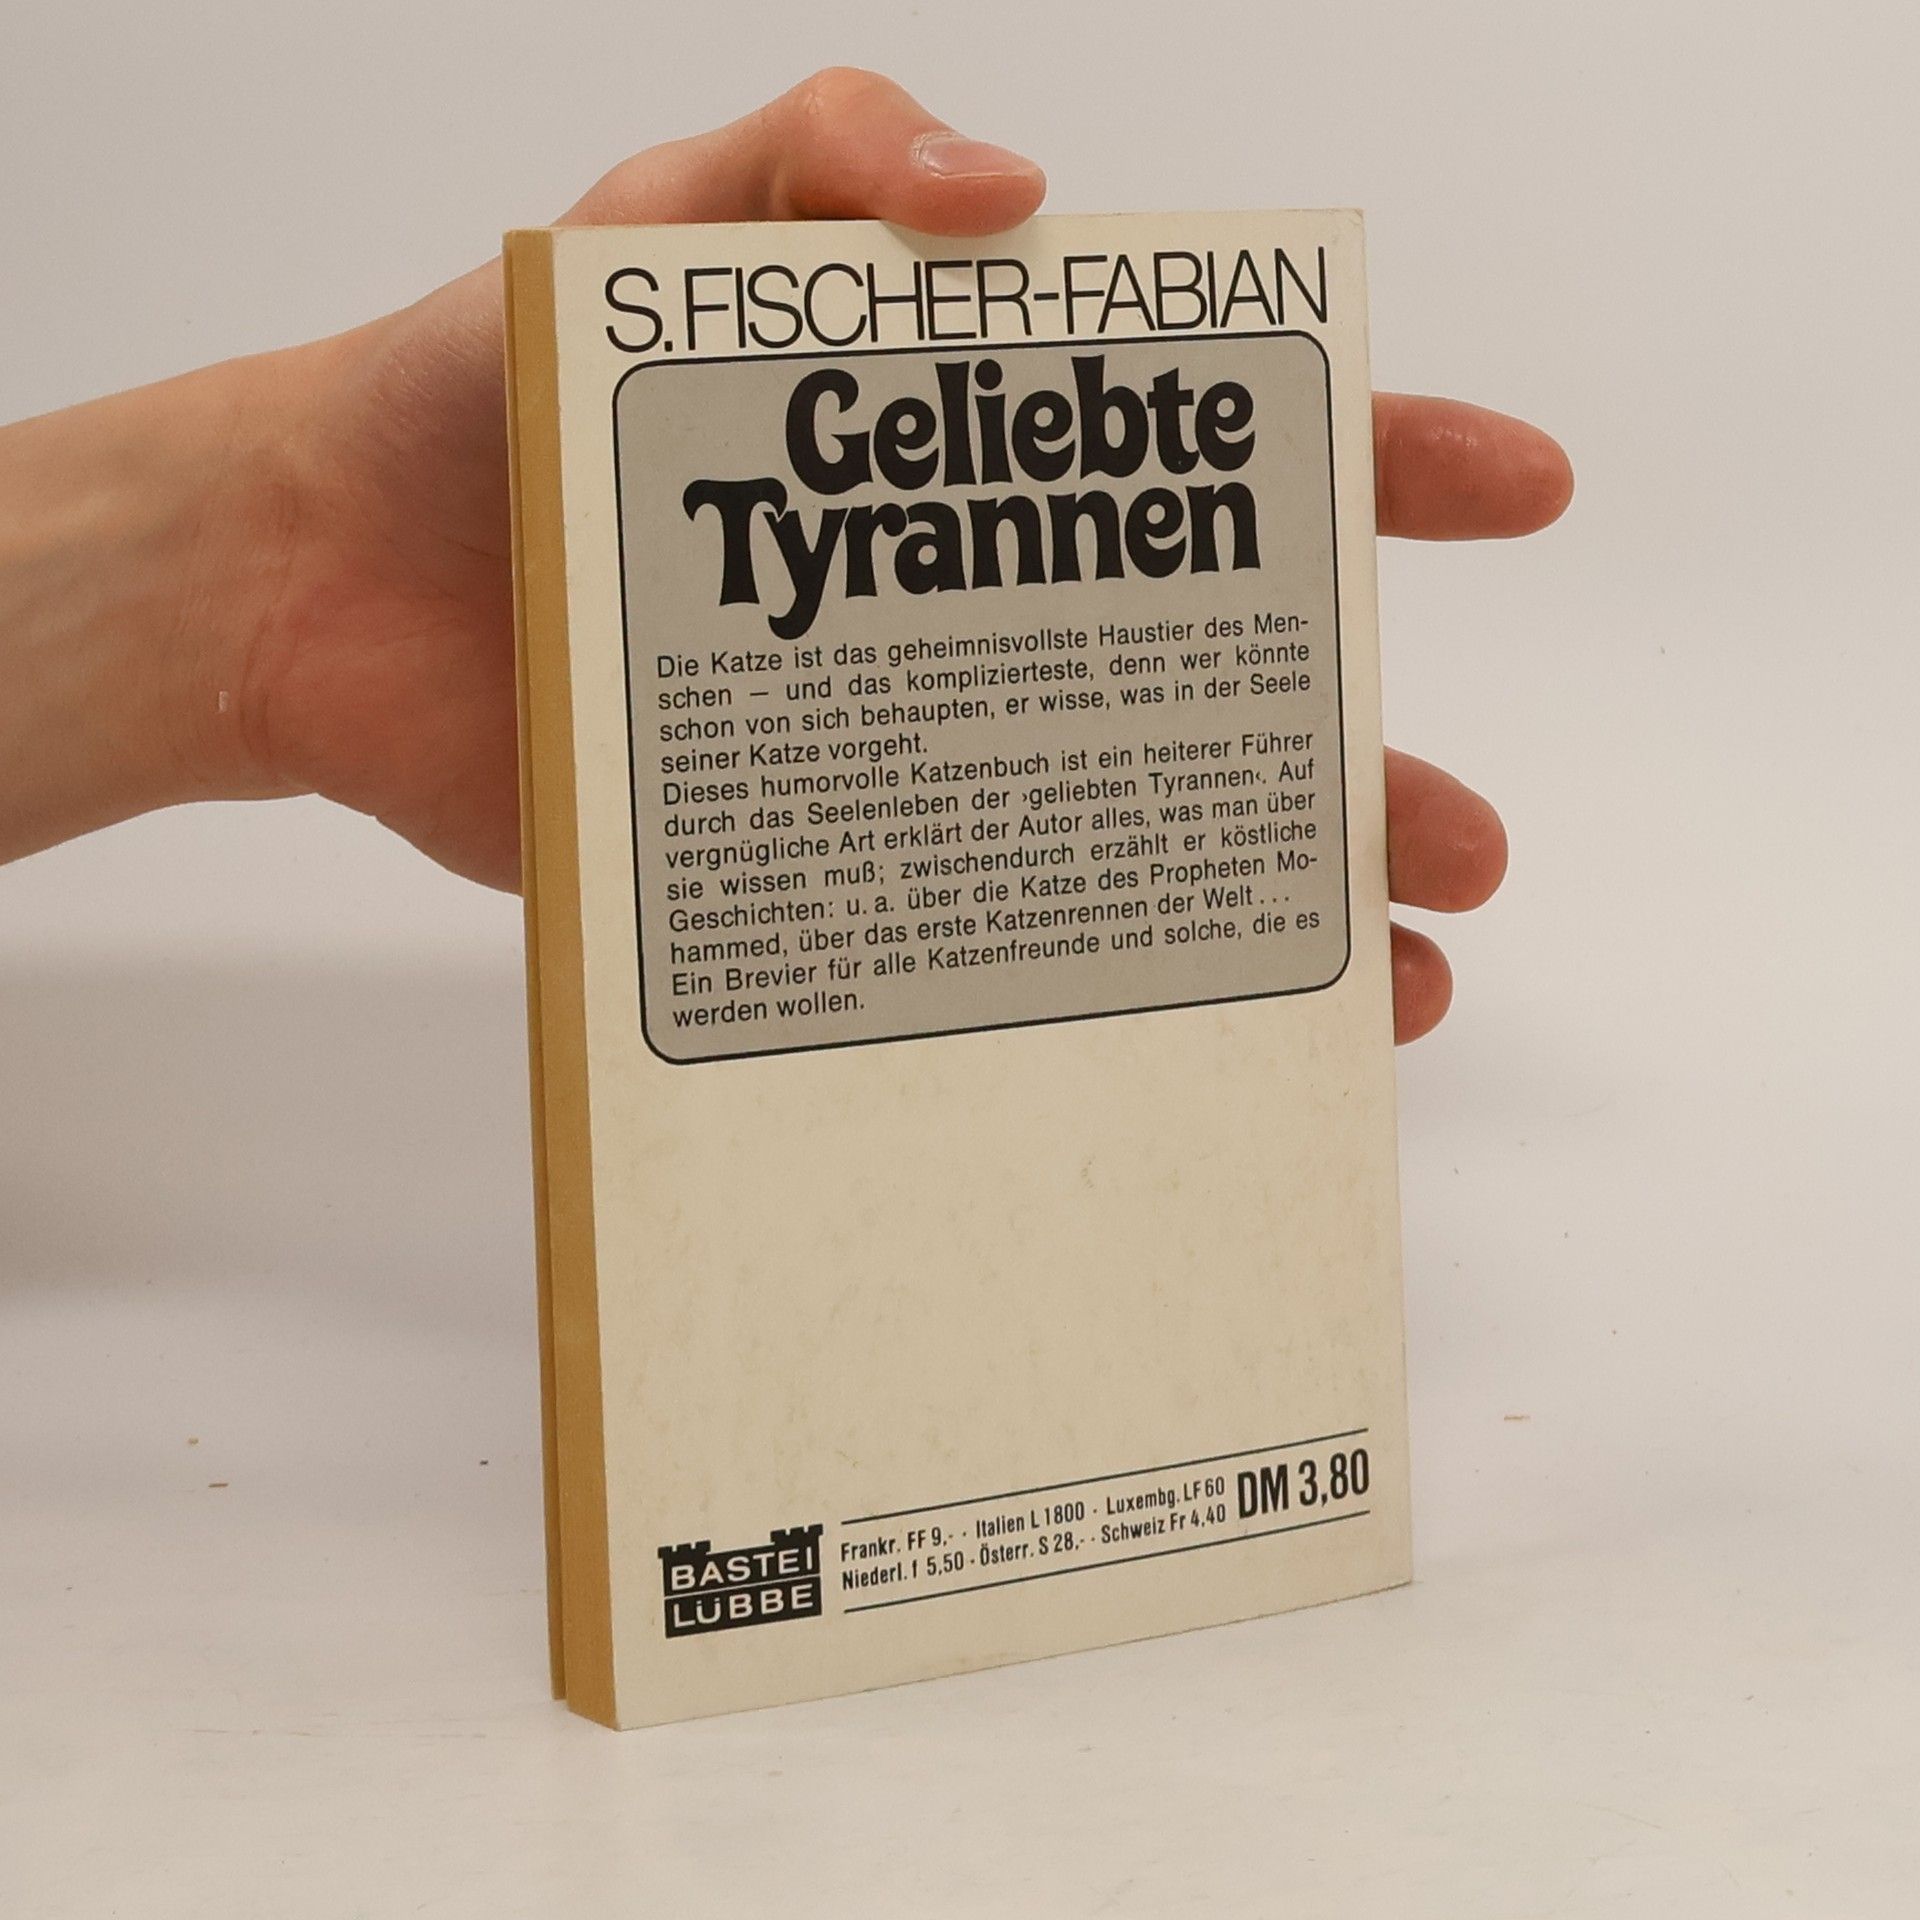 S. FISCHER-FABIAN
Geliebte
Tyrannen
Die Katze ist das geheimnisvollste Haustier des Men-
schen – und das komplizierteste, denn wer könnte
schon von sich behaupten, er wisse, was in der Seele
seiner Katze vorgeht.
Dieses humorvolle Katzenbuch ist ein heiterer Führer
durch das Seelenleben der ›geliebten Tyrannen‹. Auf
vergnügliche Art erklärt der Autor alles, was man über
sie wissen muß; zwischendurch erzählt er köstliche
Geschichten: u. a. über die Katze des Propheten Mo-
hammed, über das erste Katzenrennen der Welt...
Ein Brevier für alle Katzenfreunde und solche, die es
werden wollen.
BASTEI
LÜBBE
Frankr. FF 9,- · Italien L 1800 · Luxembg. LF 60
Niederl. f 5,50 · Österr. S 28,- · Schweiz Fr 4,40
DM 3,80